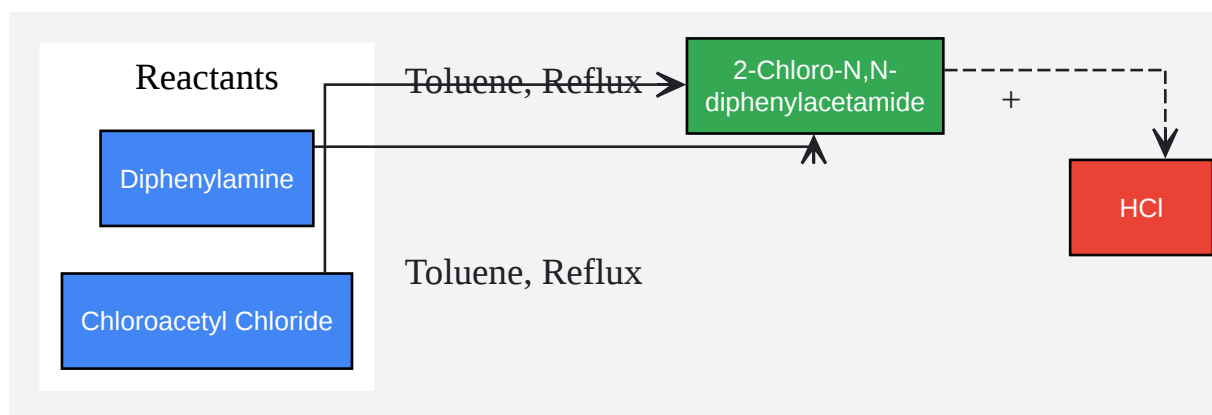 Reactants
Toluene, Reflux
2-Chloro-N,N-
diphenylacetamide
+
Diphenylamine
HCl
Toluene, Reflux
Chloroacetyl Chloride